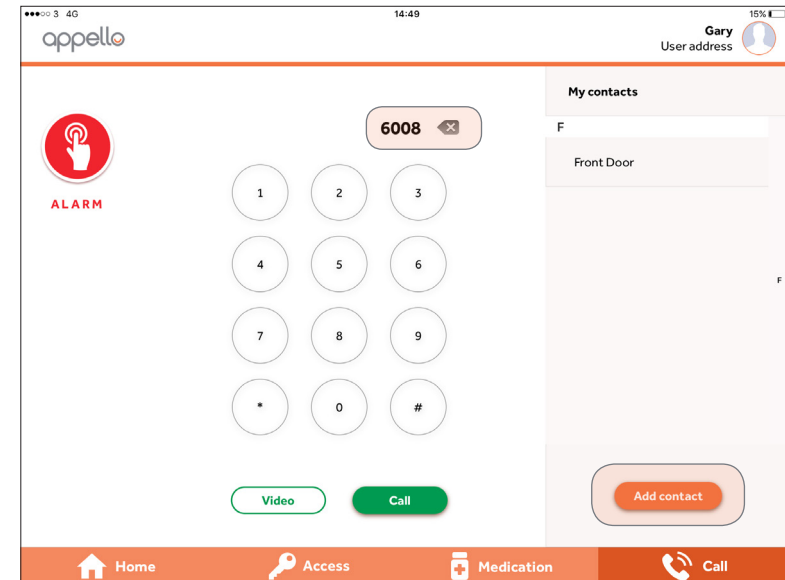 3 4G 14:49 15%
appello
Gary
User address
My contacts
F
Front Door
6008
ALARM
1 2 3
4 5 6
7 8 9
* 0 #
F
Video Call
Add contact
Home Access Medication Call